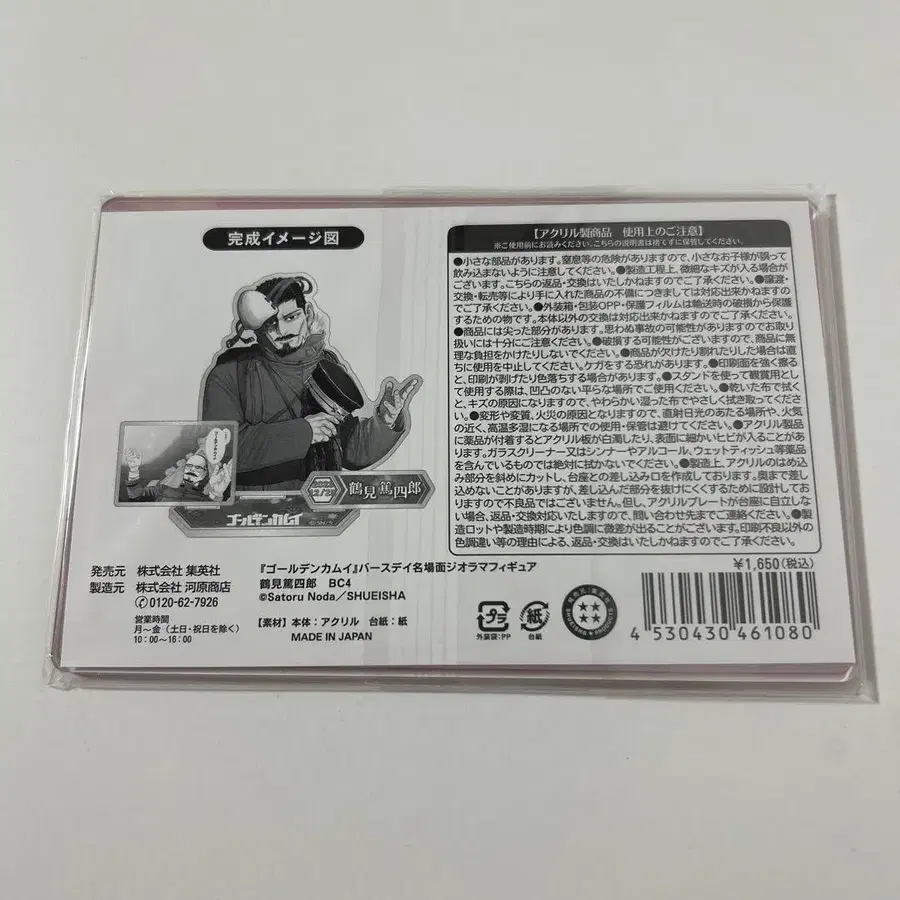 完成イメージ図
鶴見篤四郎
ゴールデンカムイ
発売元 株式会社 集英社
製造元 株式会社 河原商店
0120-62-7926
営業時間
月～金（土日・祝日を除く）
10：00～16：00
『ゴールデンカムイ』バースデイ名場面ジオラマフィギュア
鶴見篤四郎 BC4
©Satoru Noda／SHUEISHA
【素材】本体：アクリル 台紙：紙
MADE IN JAPAN
【アクリル製商品 使用上のご注意】
※ご使用前にお読みください。こちらの説明書は捨てずに保管してください。
●小さな部品があります。窒息等の危険がありますので、小さなお子様が誤って
飲み込まないように注意してください。●製造工程上、微細なキズが入る場合が
ございます。こちらの返品・交換はいたしかねますのでご了承ください。●譲渡・
交換・転売等により手に入れた商品の不備につきましては対応出来かねますので
ご了承ください。●外装箱・包装OPP・保護フィルムは輸送時の破損から保護
するための物です。本体以外の交換は対応出来かねますので、ご了承ください。
●商品には尖った部分があります。思わぬ事故の可能性がありますのでお取り
扱いには十分にご注意ください。●破損する可能性がございますので、商品に無
理な負担をかけたりしないでください。●商品が欠けたり割れたりした場合は直
ちに使用を中止してください。ケガをする恐れがあります。●印刷面を強く擦る
と、印刷が剥げたり色落ちする場合があります。●スタンドを使って観賞用とし
て使用する際は、凹凸のない平らな場所でご使用ください。●乾いた布で拭く
と、キズの原因になりますので、やわらかい湿った布でやさしく拭き取ってくださ
い。●変形や変質、火災の原因となりますので、直射日光のあたる場所や、火気
の近く、高温多湿になる場所での使用・保管は避けてください。●アクリル製品
に薬品が付着するとアクリル板が白濁したり、表面に細かいヒビが入ることがあ
ります。ガラスクリーナー又はシンナーやアルコール、ウェットティッシュ等薬品
を含んでいるものでは絶対に拭かないでください。●製造上、アクリルのはめ込
み部分を斜めにカットし、台座との差し込み口を作成しております。奥まで差し
込めないことがありますが、差し込んだ部分を抜けにくくするために設計しており
ますので不良品ではございません。但し、アクリルプレートが台座に自立しな
い場合、返品・交換対応いたしますので、問い合わせ先までご連絡ください。●製
造ロットや製造時期により色調に微差が出ることがございます。印刷不良以外の
色調違い等の理由による、返品・交換はいたしかねますのでご了承ください。
¥1,650(税込)
プラ
外装袋：PP
紙
台紙
4 530430 461080